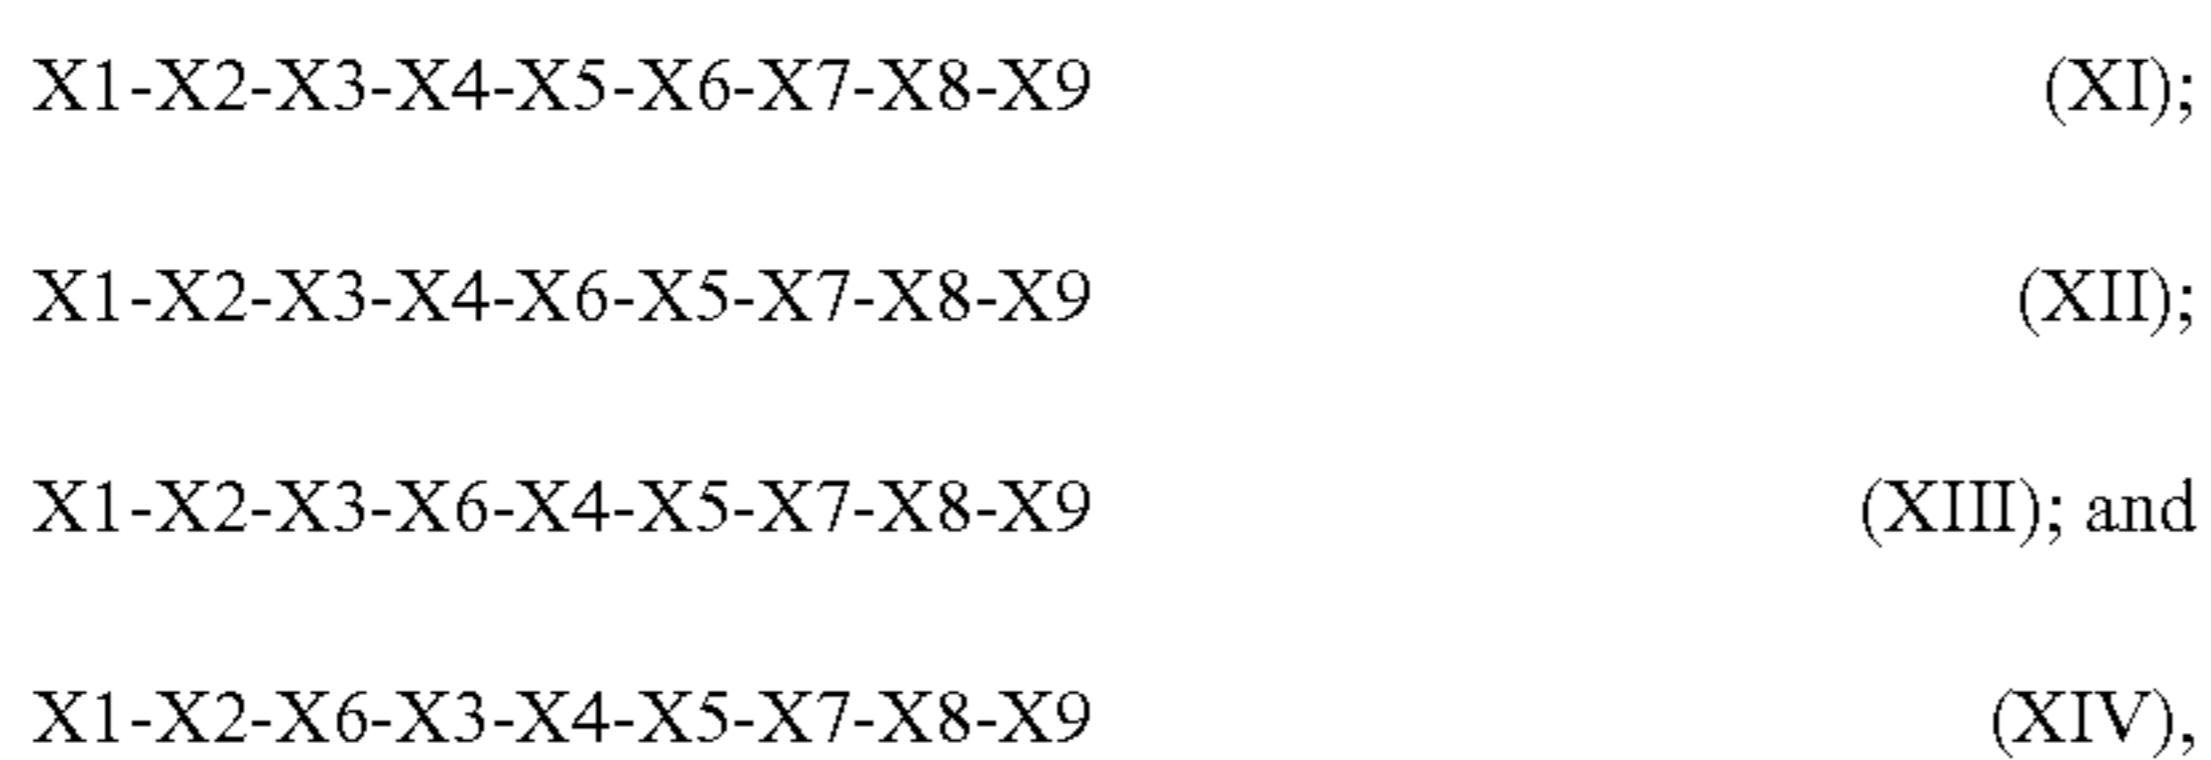 X1-X2-X3-X4-X5-X6-X7-X8-X9 (XI);
X1-X2-X3-X4-X6-X5-X7-X8-X9 (XII);
X1-X2-X3-X6-X4-X5-X7-X8-X9 (XIII); and
X1-X2-X6-X3-X4-X5-X7-X8-X9 (XIV),